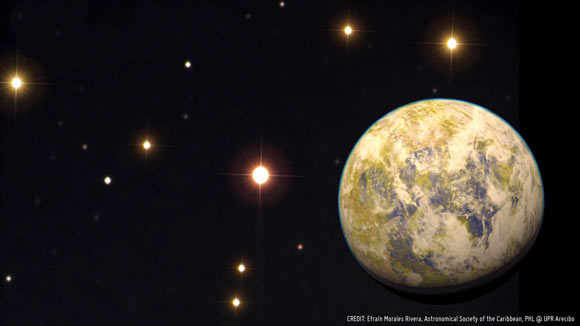 CREDIT: Efraín Morales Rivera, Astronomical Society of the Caribbean, PHL @ UPR Arecibo